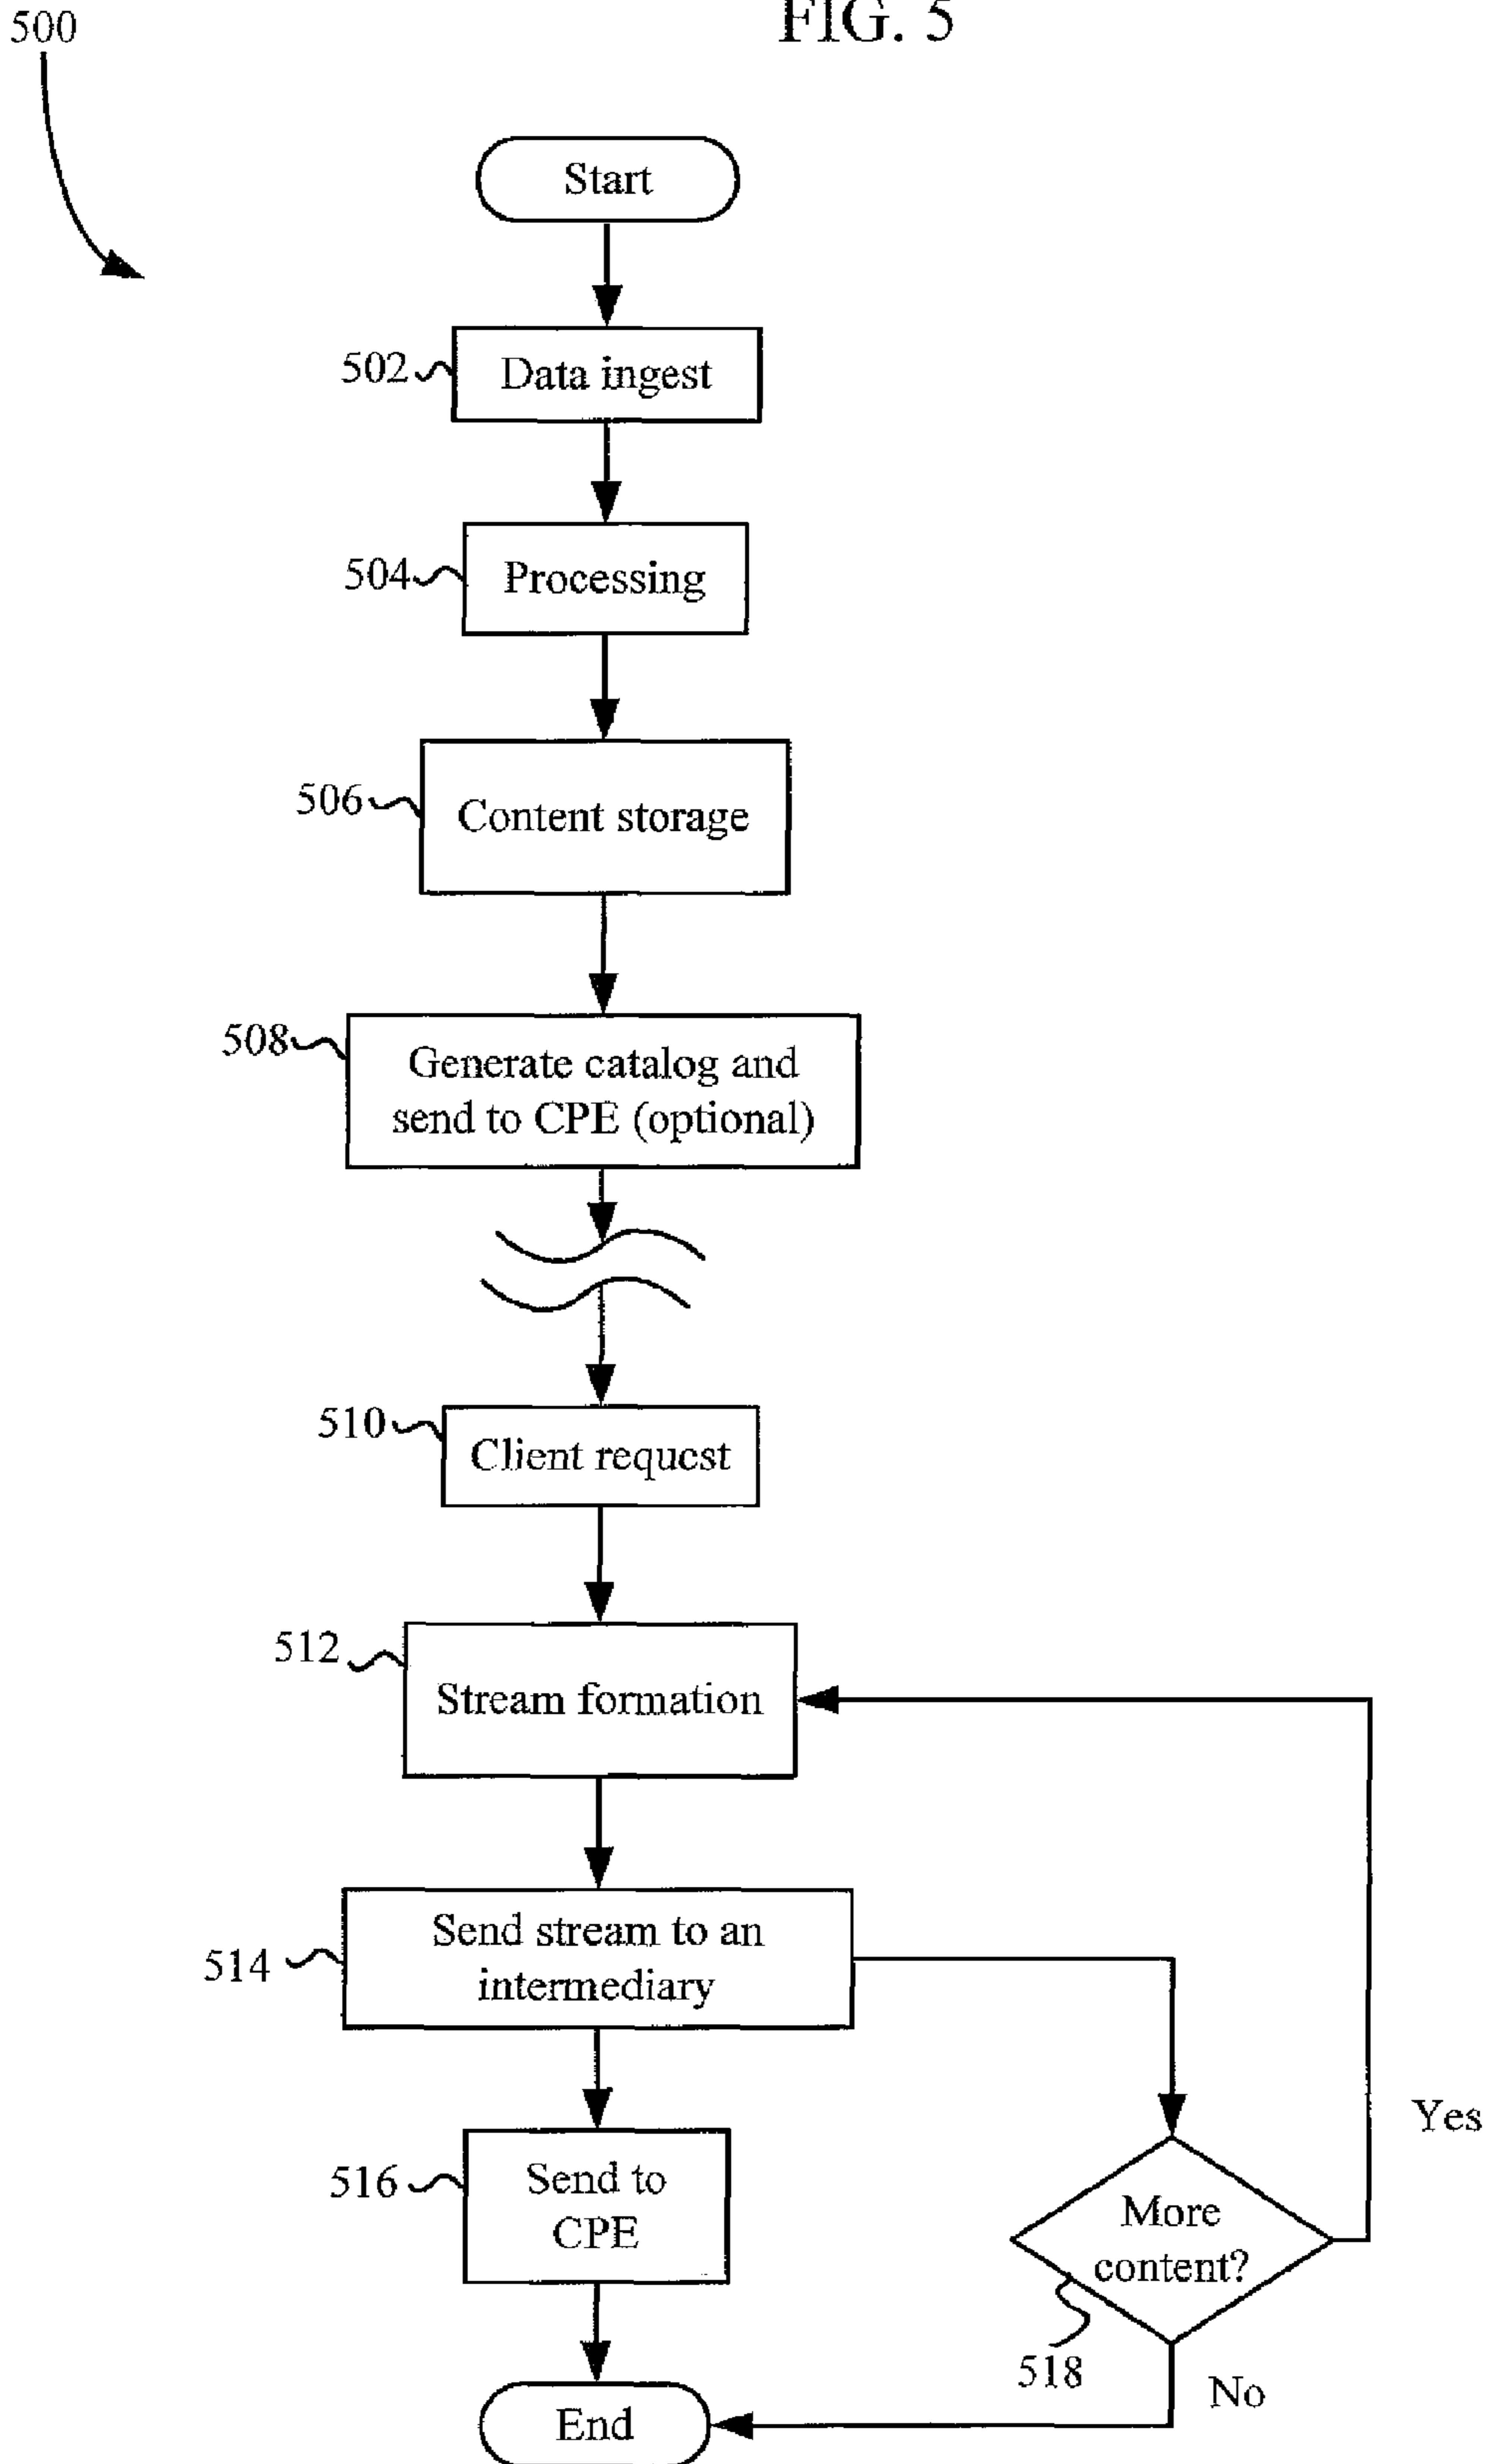 FIG. 5
500
Start
502
Data ingest
504
Processing
506
Content storage
508
Generate catalog and
send to CPE (optional)
510
Client request
512
Stream formation
514
Send stream to an
intermediary
516
Send to
CPE
More
content?
Yes
518
No
End